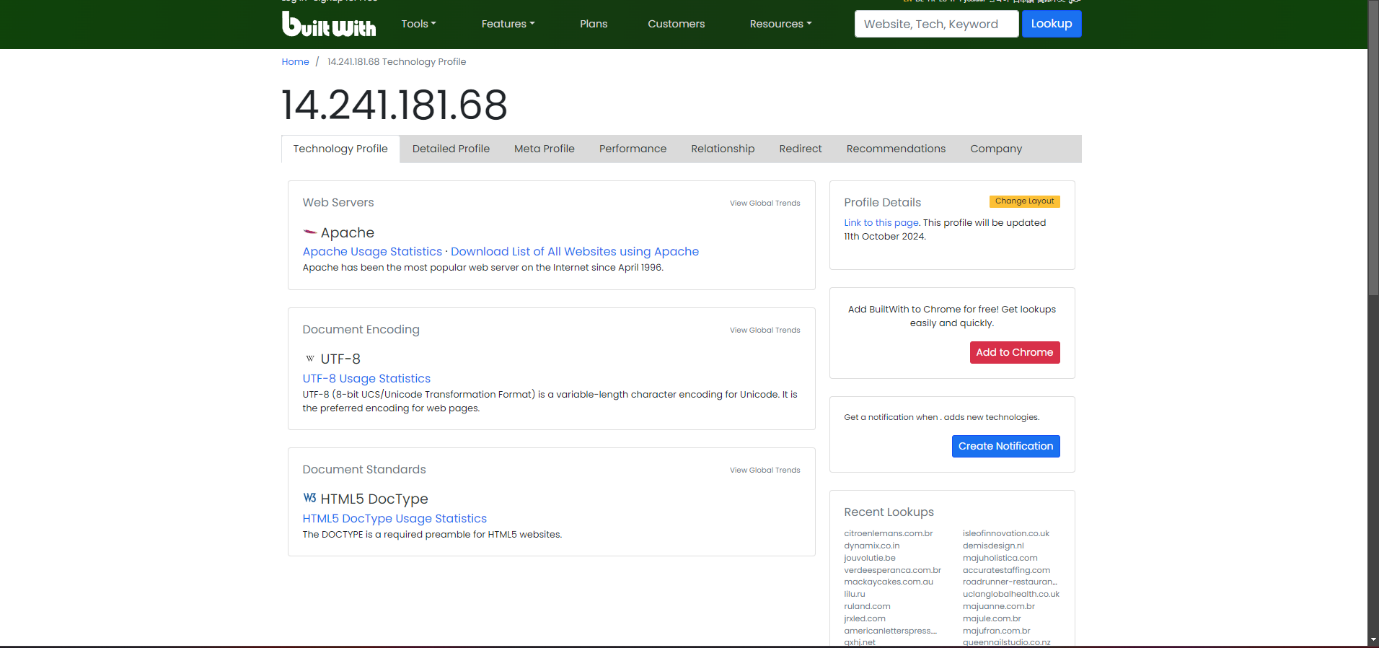 Built With
Tools
Features
Plans
Customers
Resources
Website, Tech, Keyword
Lookup
Home / 14.241.181.68 Technology Profile
14.241.181.68
Technology Profile
Detailed Profile
Meta Profile
Performance
Relationship
Redirect
Recommendations
Company
Web Servers
View Global Trends
Apache
Apache Usage Statistics · Download List of All Websites using Apache
Apache has been the most popular web server on the Internet since April 1996.
Document Encoding
View Global Trends
UTF-8
UTF-8 Usage Statistics
UTF-8 (8-bit UCS/Unicode Transformation Format) is a variable-length character encoding for Unicode. It is
the preferred encoding for web pages.
Document Standards
View Global Trends
W3 HTML5 DocType
HTML5 DocType Usage Statistics
The DOCTYPE is a required preamble for HTML5 websites.
Profile Details
Change Layout
Link to this page. This profile will be updated
11th October 2024.
Add BuiltWith to Chrome for free! Get lookups
easily and quickly.
Add to Chrome
Get a notification when . adds new technologies.
Create Notification
Recent Lookups
citroenlemans.com.br
isleofinnovation.co.uk
dynamix.co.in
demisdesign.nl
jouvolutie.be
majuholistica.com
verdeesperanca.com.br
accuratestaffing.com
mackaycakes.com.au
roadrunner-restauran...
lilu.ru
uclanglobalhealth.co.uk
ruland.com
majuanne.com.br
jrxled.com
majule.com.br
americanletterspress...
majufran.com.br
gxhj.net
queennailstudio.co.nz